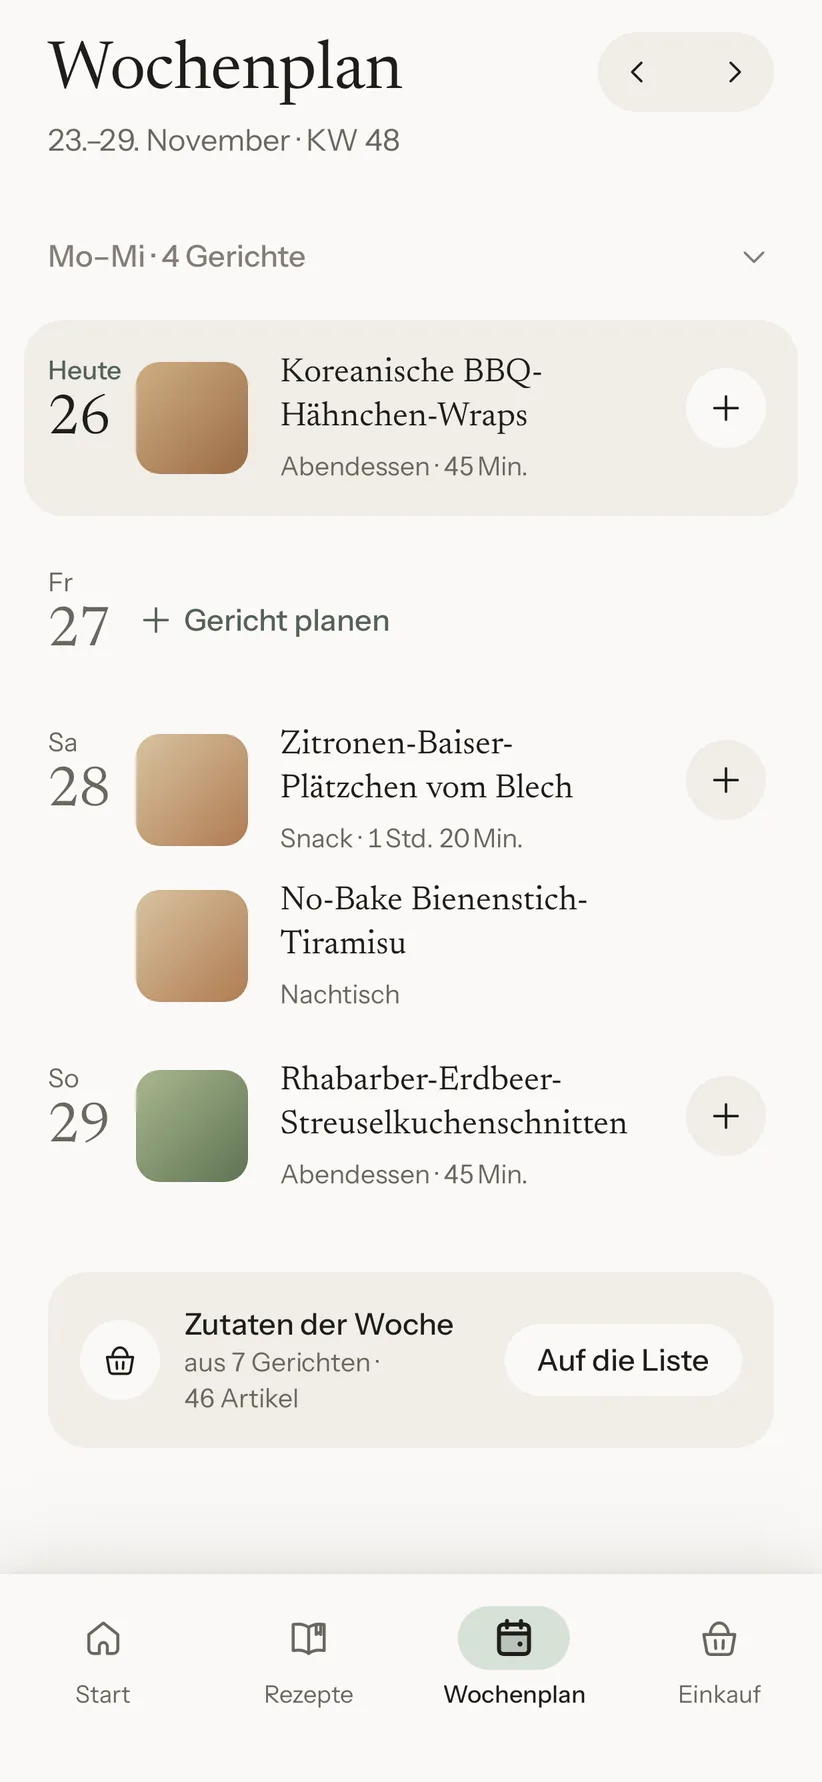 Wochenplan
23.–29. November · KW 48
Mo–Mi · 4 Gerichte
Heute
26
Koreanische BBQ-
Hähnchen-Wraps
Abendessen · 45 Min.
Fr
27
Gericht planen
Sa
28
Zitronen-Baiser-
Plätzchen vom Blech
Snack · 1 Std. 20 Min.
No-Bake Bienenstich-
Tiramisu
Nachtisch
So
29
Rhabarber-Erdbeer-
Streuselkuchenschnitten
Abendessen · 45 Min.
Zutaten der Woche
aus 7 Gerichten ·
46 Artikel
Auf die Liste
Start
Rezepte
Wochenplan
Einkauf